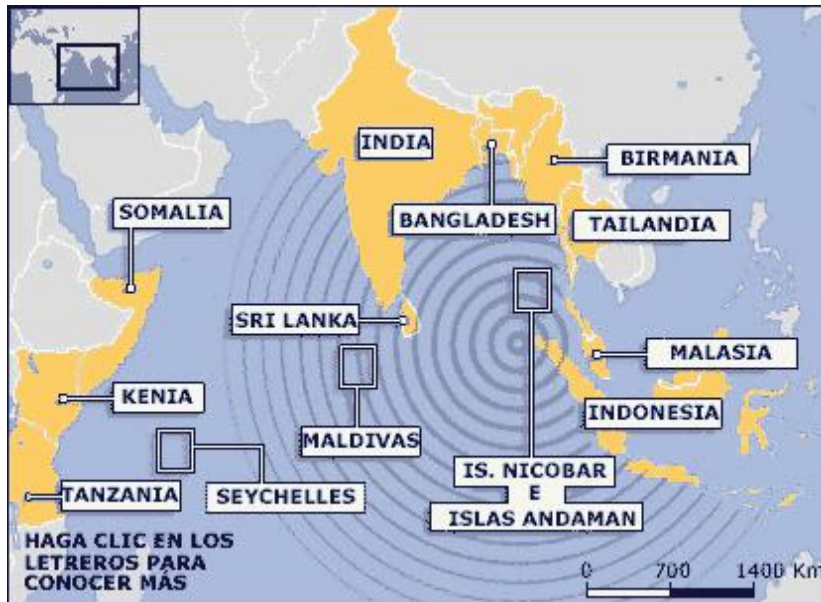 INDIA
BIRMANIA
SOMALIA
BANGLADESH
TAILANDIA
SRI LANKA
MALASIA
KENIA
INDONESIA
MALDIVAS
IS. NICOBAR
E
ISLAS ANDAMAN
TANZANIA
SEYCHELLES
HAGA CLIC EN LOS
LETREROS PARA
CONOCER MÁS
0 700 1400 Km